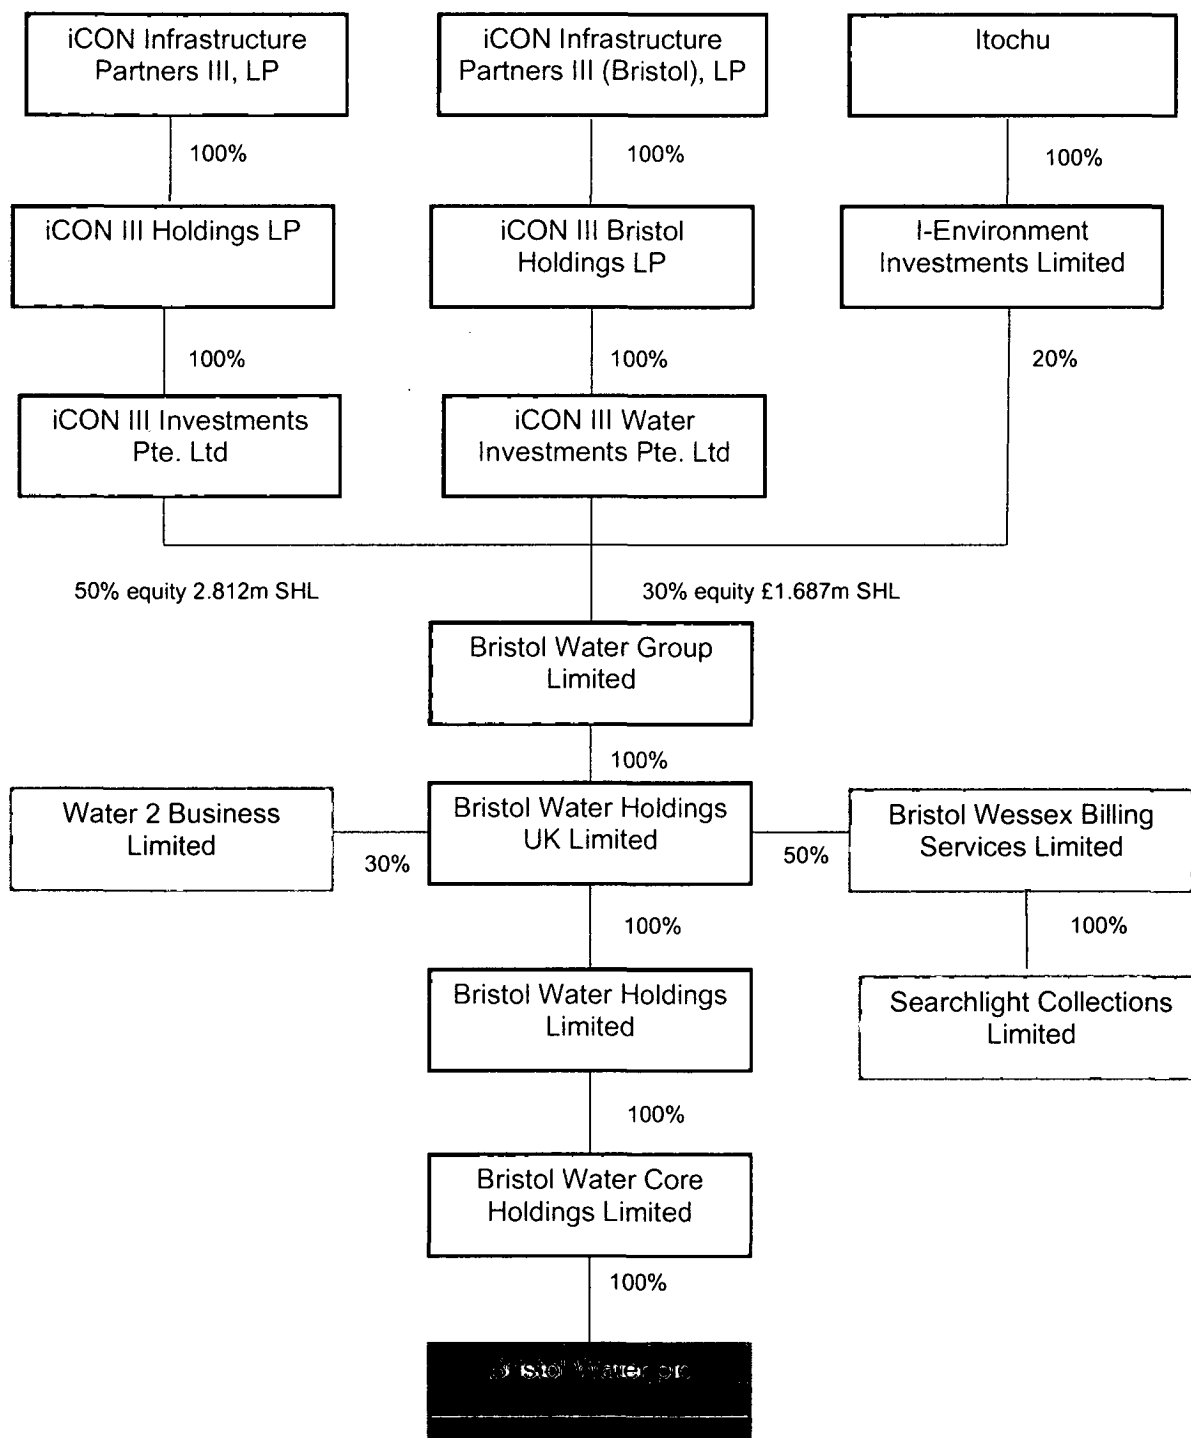 iCON Infrastructure
Partners III, LP
iCON Infrastructure
Partners III (Bristol), LP
Itochu
100%
100%
100%
iCON III Holdings LP
iCON III Bristol
Holdings LP
I-Environment
Investments Limited
100%
100%
20%
iCON III Investments
Pte. Ltd
iCON III Water
Investments Pte. Ltd
50% equity 2.812m SHL
30% equity £1.687m SHL
Bristol Water Group
Limited
100%
Water 2 Business
Limited
30%
Bristol Water Holdings
UK Limited
50%
Bristol Wessex Billing
Services Limited
100%
100%
Bristol Water Holdings
Limited
Searchlight Collections
Limited
100%
Bristol Water Core
Holdings Limited
100%
Water